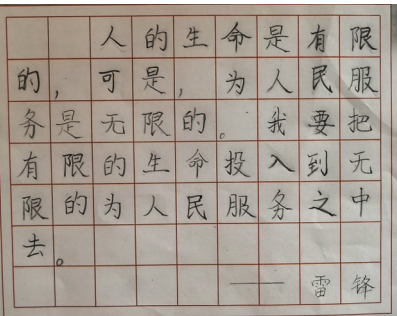 人的生命是有限
的，可是，为人民服
务是无限的。我要把
有限的生命投入到无
限的为人民服务之中
去。
——雷锋